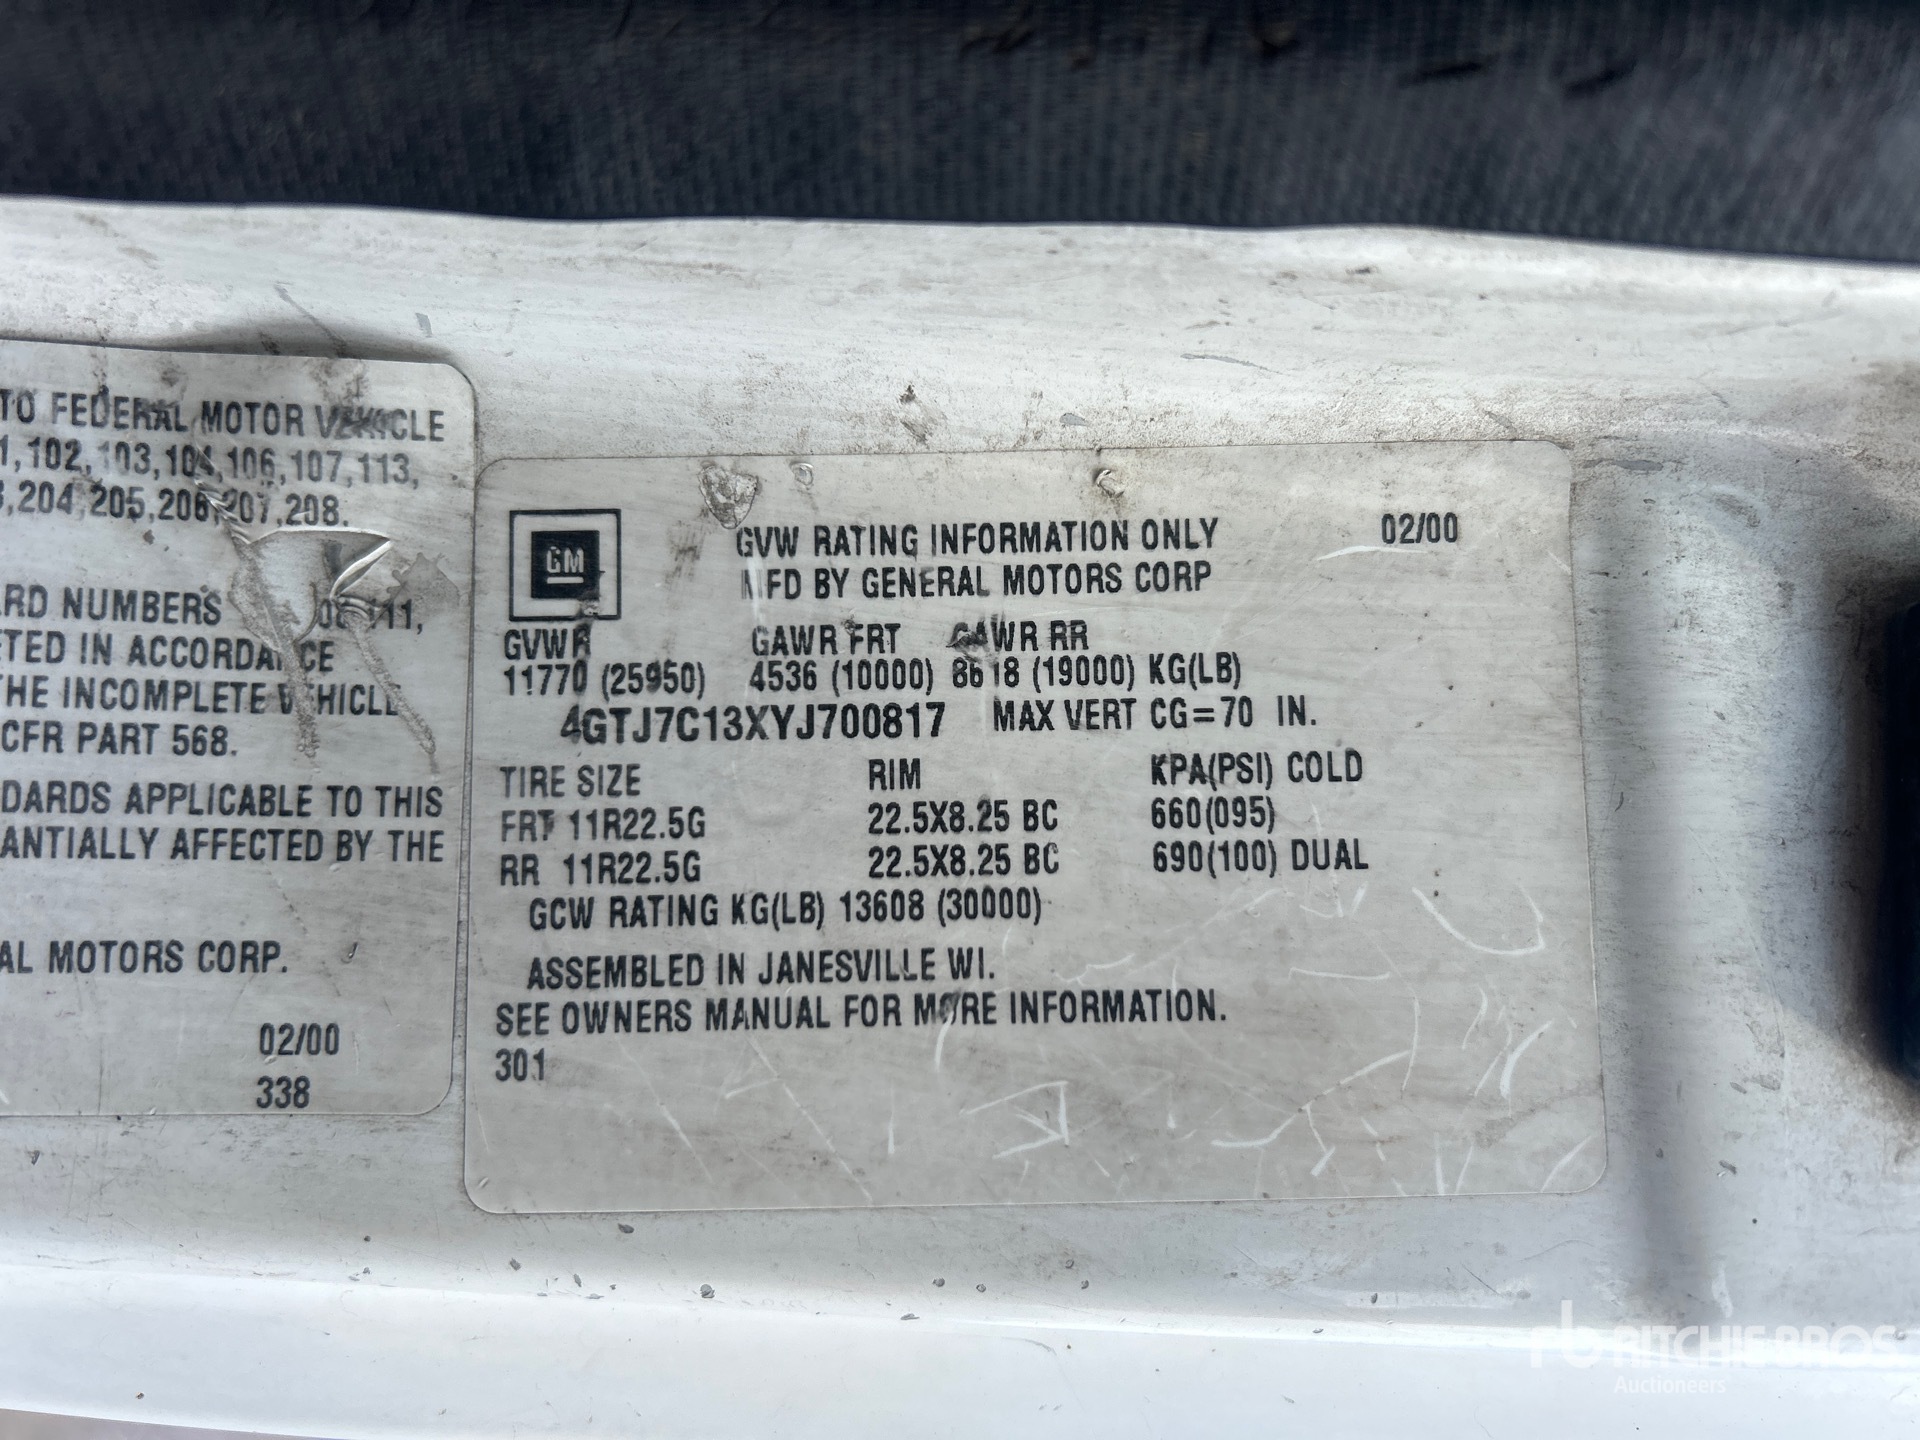 TO FEDERAL MOTOR VEHICLE
1,102,103,104,106,107,113,
,204,205,206,207,208.
RD NUMBERS 111,
ETED IN ACCORDANCE
HE INCOMPLETE VEHICLE
CFR PART 568.
DARDS APPLICABLE TO THIS
ANTIALLY AFFECTED BY THE
AL MOTORS CORP.
02/00
338
GM
GVW RATING INFORMATION ONLY 02/00
MFD BY GENERAL MOTORS CORP
GVWR GAWR FRT GAWR RR
11770 (25950) 4536 (10000) 8618 (19000) KG(LB)
4GTJ7C13XYJ700817 MAX VERT CG=70 IN.
TIRE SIZE RIM KPA(PSI) COLD
FRT 11R22.5G 22.5X8.25 BC 660(095)
RR 11R22.5G 22.5X8.25 BC 690(100) DUAL
GCW RATING KG(LB) 13608 (30000)
ASSEMBLED IN JANESVILLE WI.
SEE OWNERS MANUAL FOR MORE INFORMATION.
301
rb RITCHIE BROS
Auctioneers